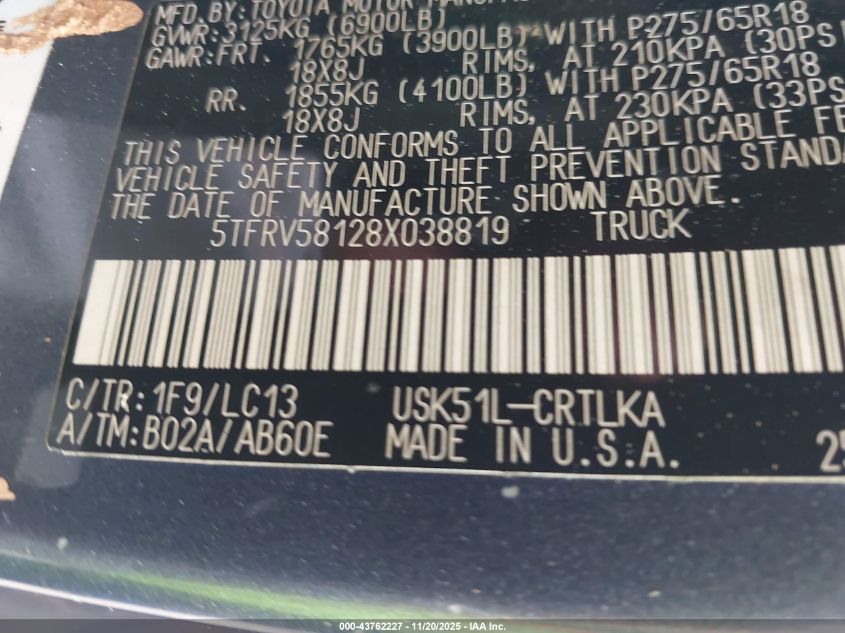 MFD. BY: TOYOTA MOTOR
GVWR: 3125KG (6900LB)
GAWR: FRT. 1765KG (3900LB) WITH P275/65R18
18X8J RIMS, AT 210KPA (30PS
RR. 1855KG (4100LB) WITH P275/65R18
18X8J RIMS, AT 230KPA (33PS
THIS VEHICLE CONFORMS TO ALL APPLICABLE FE
VEHICLE SAFETY AND THEFT PREVENTION STANDA
THE DATE OF MANUFACTURE SHOWN ABOVE.
5TFRV58128X038819 TRUCK
C/TR: 1F9/LC13 USK51L-CRTLKA
A/TM: B02A/AB60E MADE IN U.S.A. 25
000-43762227 - 11/20/2025 - IAA Inc.